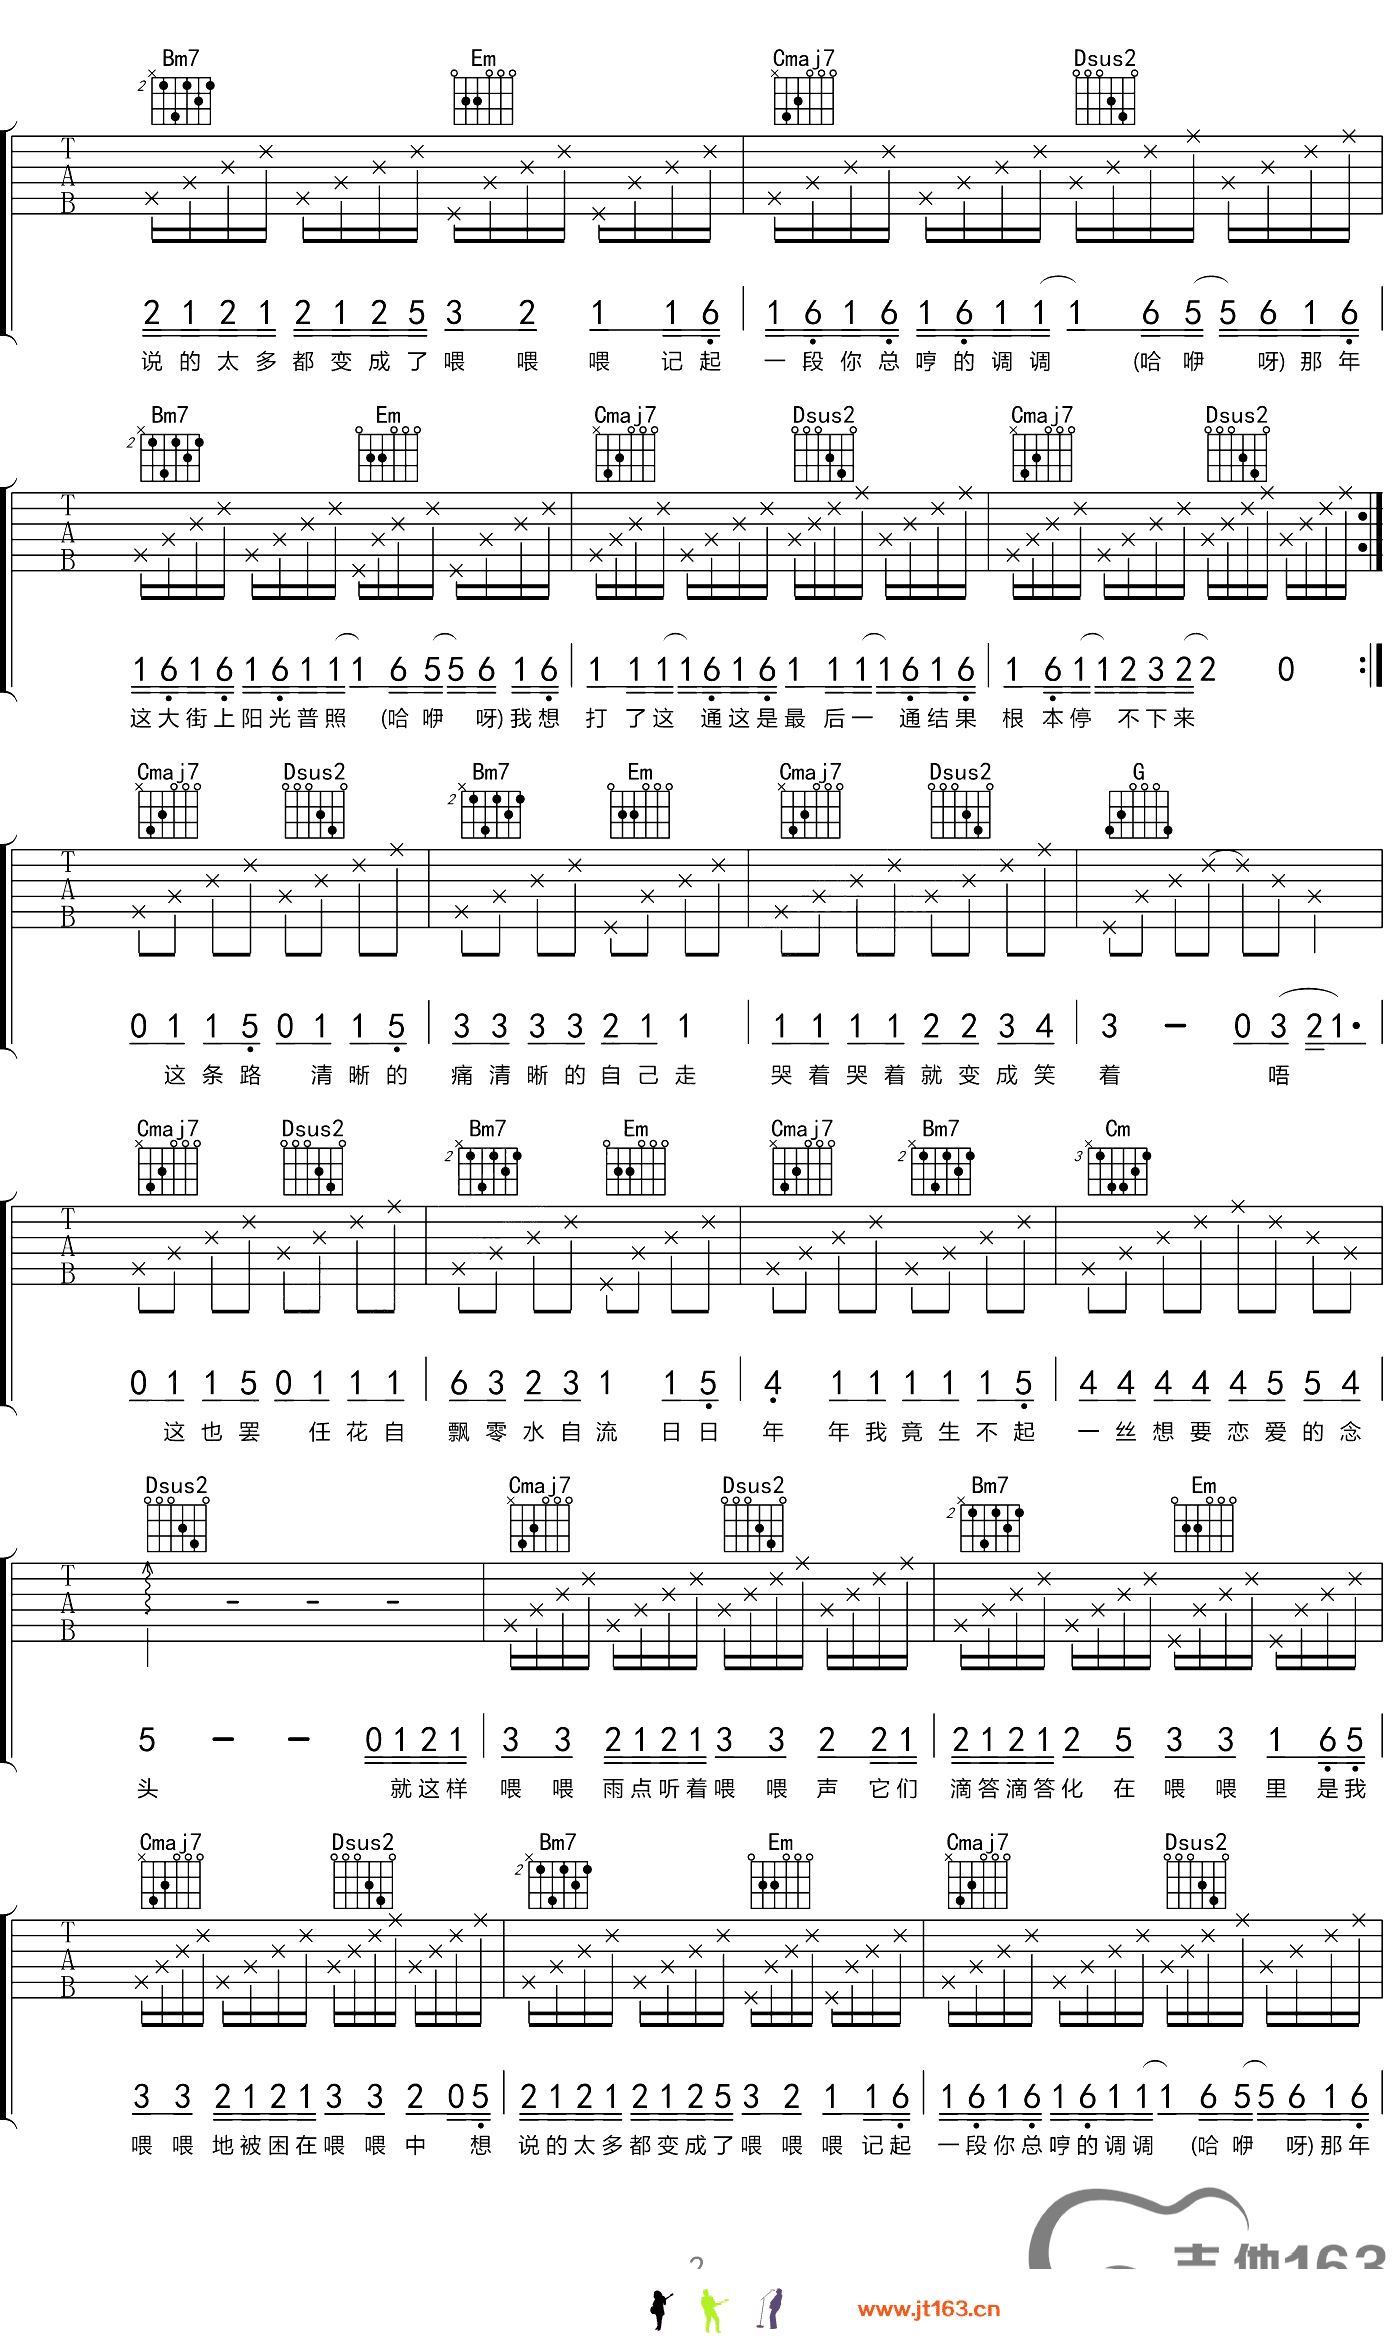 Bm7 Em Cmaj7 Dsus2
2
T
A
B
2 1 2 1 2 1 2 5 3 2 1 1 6 1 6 1 6 1 6 1 1 1 6 5 5 6 1 6
说 的 太 多 都 变 成 了 喂 喂 喂 记 起 一 段 你 总 哼 的 调 调 (哈 咿 呀) 那 年
Bm7 Em Cmaj7 Dsus2 Cmaj7 Dsus2
2
T
A
B
1 6 1 6 1 6 1 1 1 6 5 5 6 1 6 1 1 1 1 6 1 6 1 1 1 1 6 1 6 1 6 1 1 2 3 2 2 0
这 大 街 上 阳 光 普 照 (哈 咿 呀) 我 想 打 了 这 通 这 是 最 后 一 通 结 果 根 本 停 不 下 来
Cmaj7 Dsus2 Bm7 Em Cmaj7 Dsus2 G
2
T
A
B
0 1 1 5 0 1 1 5 3 3 3 3 2 1 1 1 1 1 1 2 2 3 4 3 – 0 3 2 1·
这 条 路 清 晰 的 痛 清 晰 的 自 己 走 哭 着 哭 着 就 变 成 笑 着 唔
Cmaj7 Dsus2 Bm7 Em Cmaj7 Bm7 Cm
2 2 3
T
A
B
0 1 1 5 0 1 1 1 6 3 2 3 1 1 5 4 1 1 1 1 1 5 4 4 4 4 4 5 5 4
这 也 罢 任 花 自 飘 零 水 自 流 日 日 年 年 我 竟 生 不 起 一 丝 想 要 恋 爱 的 念
Dsus2 Cmaj7 Dsus2 Bm7 Em
2
T
A
B
5 – – 0 1 2 1 3 3 2 1 2 1 3 3 2 2 1 2 1 2 1 2 5 3 3 1 6 5
头 就 这 样 喂 喂 雨 点 听 着 喂 喂 声 它 们 滴 答 滴 答 化 在 喂 喂 里 是 我
Cmaj7 Dsus2 Bm7 Em Cmaj7 Dsus2
2
T
A
B
3 3 2 1 2 1 3 3 2 0 5 2 1 2 1 2 1 2 5 3 2 1 1 6 1 6 1 6 1 6 1 1 1 6 5 5 6 1 6
喂 喂 地 被 困 在 喂 喂 中 想 说 的 太 多 都 变 成 了 喂 喂 喂 记 起 一 段 你 总 哼 的 调 调 (哈 咿 呀) 那 年
吉他163
2
www.jt163.cn